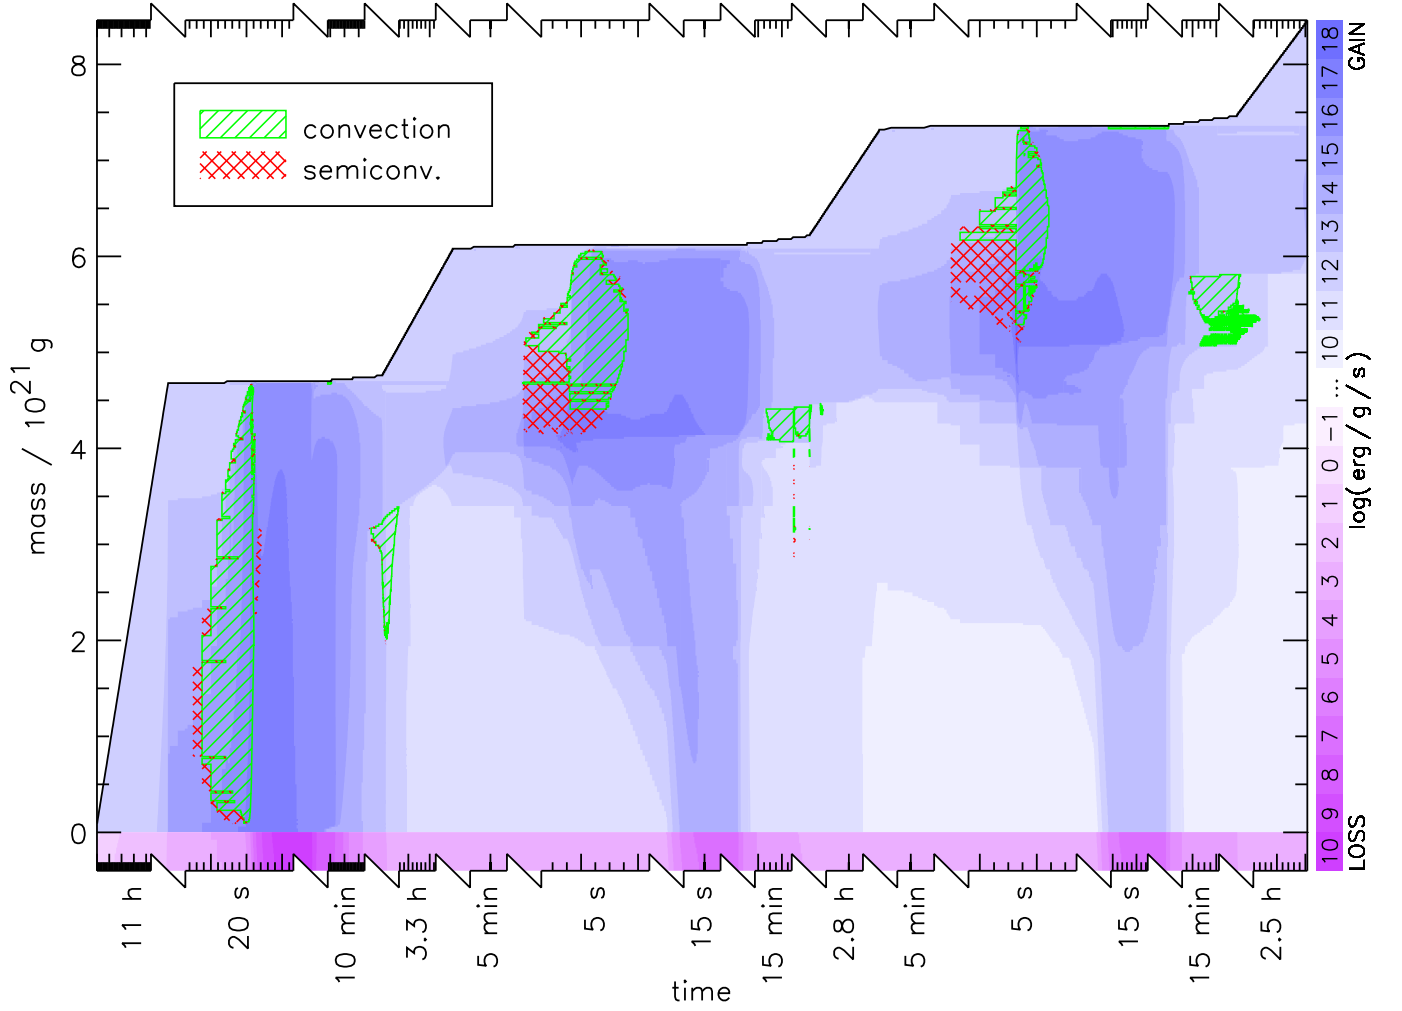 convection
semiconv.
8
6
4
2
0
mass / 10^21 g
11 h
20 s
10 min
3.3 h
5 min
5 s
15 s
15 min
2.8 h
5 min
5 s
15 s
15 min
2.5 h
time
LOSS
10 9 8 7 6 5 4 3 2 1 0 −1 ... 10 11 12 13 14 15 16 17 18
GAIN
log(erg/g/s)